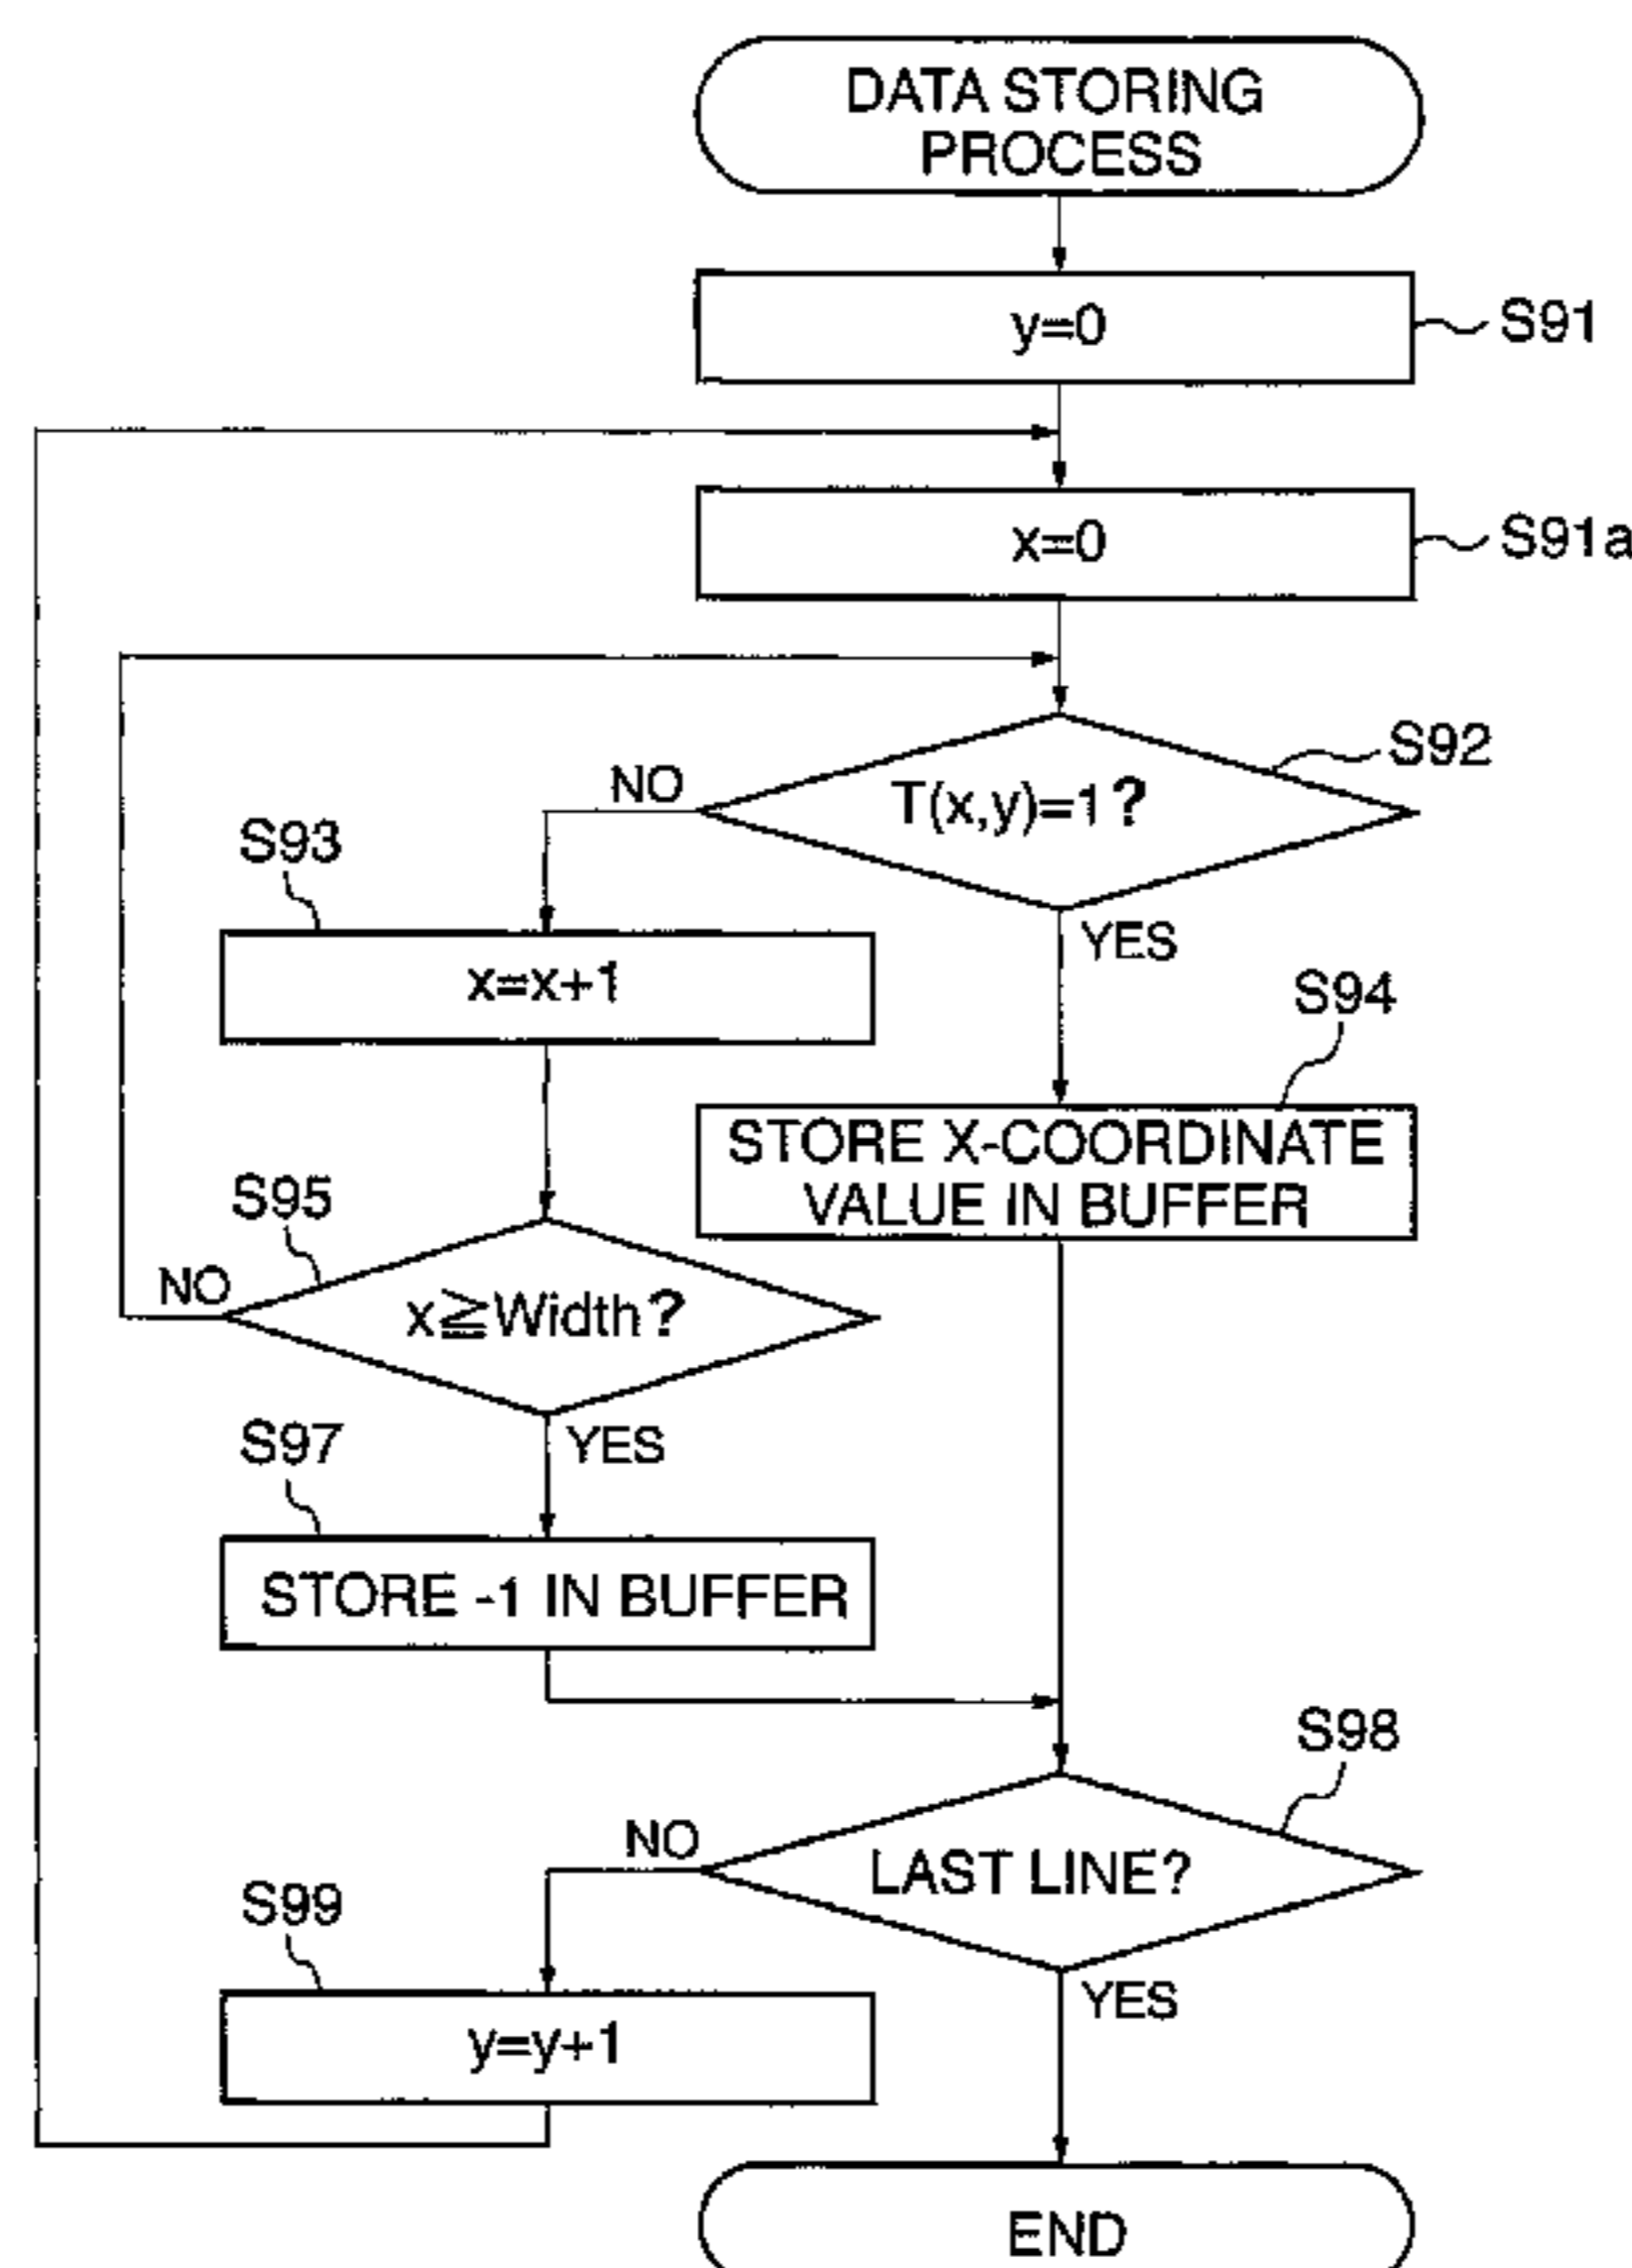 DATA STORING
PROCESS
y=0
S91
x=0
S91a
T(x,y)=1?
S92
NO
YES
S93
x=x+1
S94
STORE X-COORDINATE
VALUE IN BUFFER
S95
NO
x≧Width?
YES
S97
STORE -1 IN BUFFER
S98
NO
LAST LINE?
YES
S99
y=y+1
END